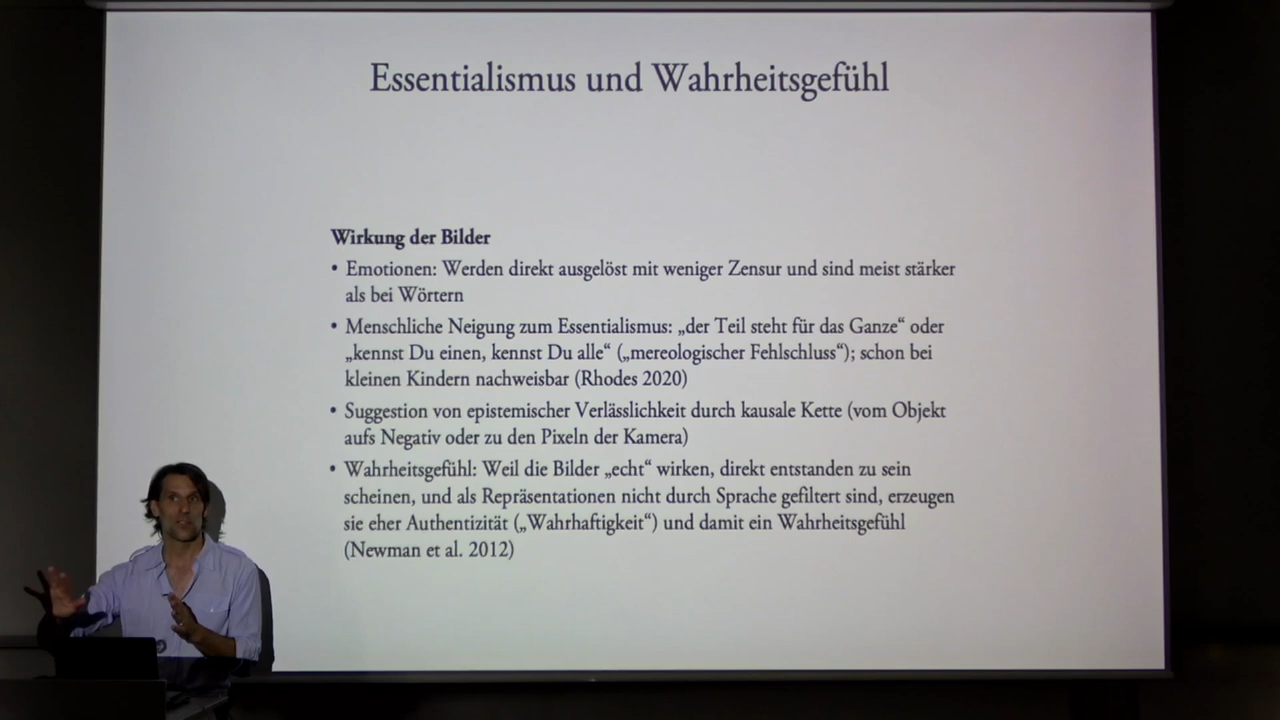 Essentialismus und Wahrheitsgefühl
Wirkung der Bilder
• Emotionen: Werden direkt ausgelöst mit weniger Zensur und sind meist stärker
als bei Wörtern
• Menschliche Neigung zum Essentialismus: „der Teil steht für das Ganze“ oder
„kennst Du einen, kennst Du alle“ („mereologischer Fehlschluss“); schon bei
kleinen Kindern nachweisbar (Rhodes 2020)
• Suggestion von epistemischer Verlässlichkeit durch kausale Kette (vom Objekt
aufs Negativ oder zu den Pixeln der Kamera)
• Wahrheitsgefühl: Weil die Bilder „echt“ wirken, direkt entstanden zu sein
scheinen, und als Repräsentationen nicht durch Sprache gefiltert sind, erzeugen
sie eher Authentizität („Wahrhaftigkeit“) und damit ein Wahrheitsgefühl
(Newman et al. 2012)